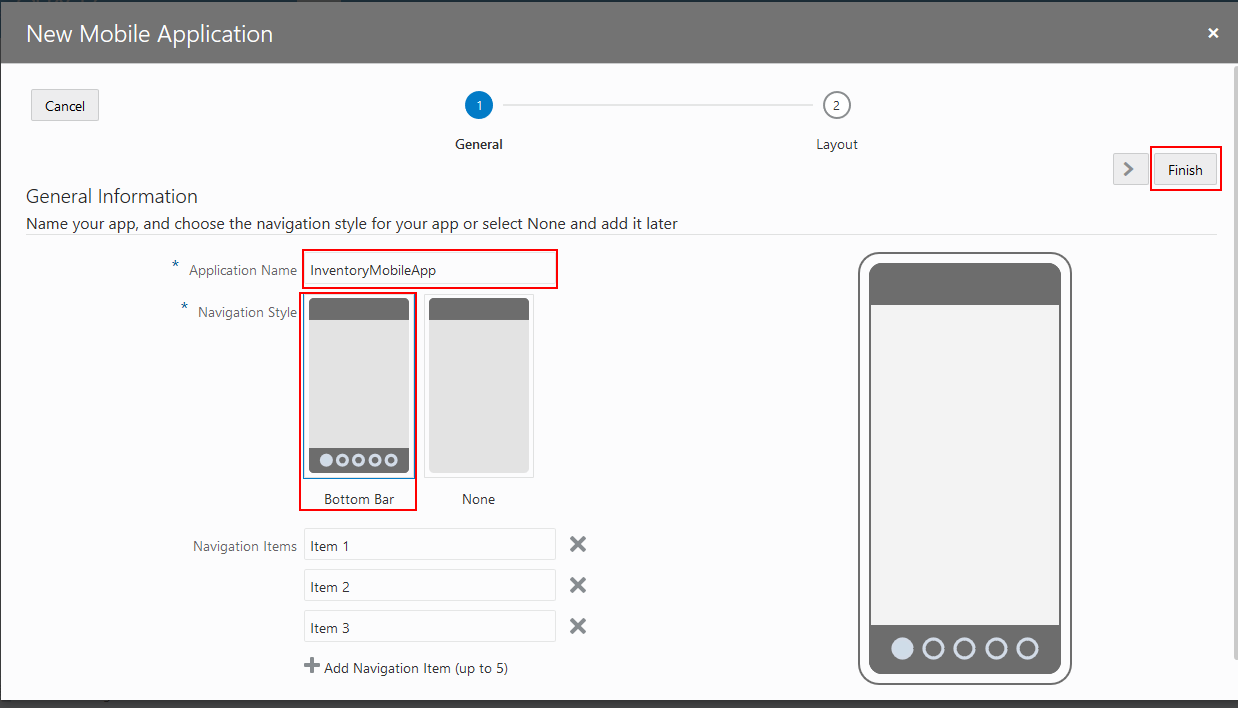 New Mobile Application
×
Cancel
1
General
2
Layout
Finish
General Information
Name your app, and choose the navigation style for your app or select None and add it later
* Application Name InventoryMobileApp
* Navigation Style
Bottom Bar
None
Navigation Items Item 1
Item 2
Item 3
Add Navigation Item (up to 5)